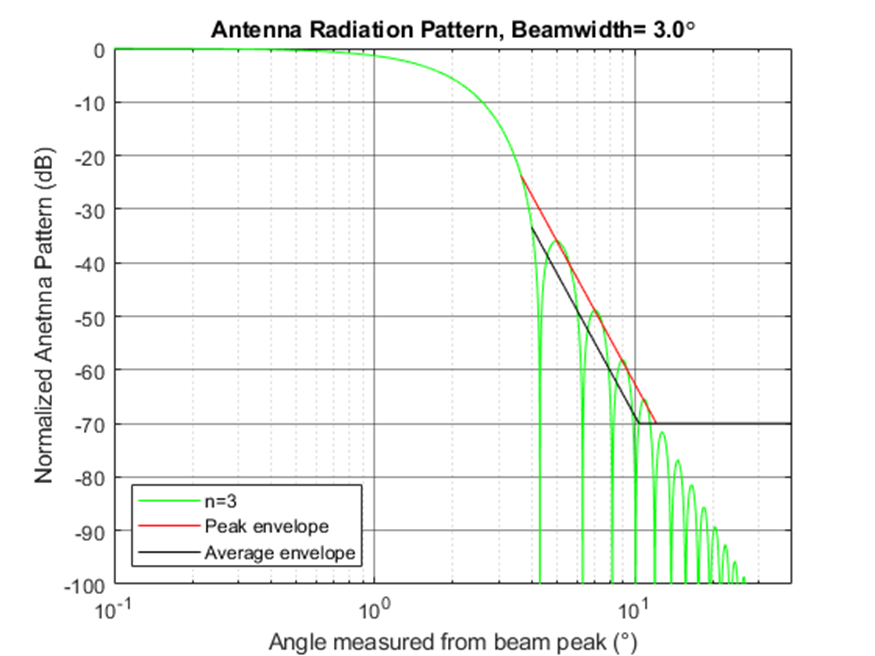 Antenna Radiation Pattern, Beamwidth= 3.0°
Normalized Anetnna Pattern (dB)
0
-10
-20
-30
-40
-50
-60
-70
-80
-90
-100
n=3
Peak envelope
Average envelope
10^-1
10^0
10^1
Angle measured from beam peak (°)